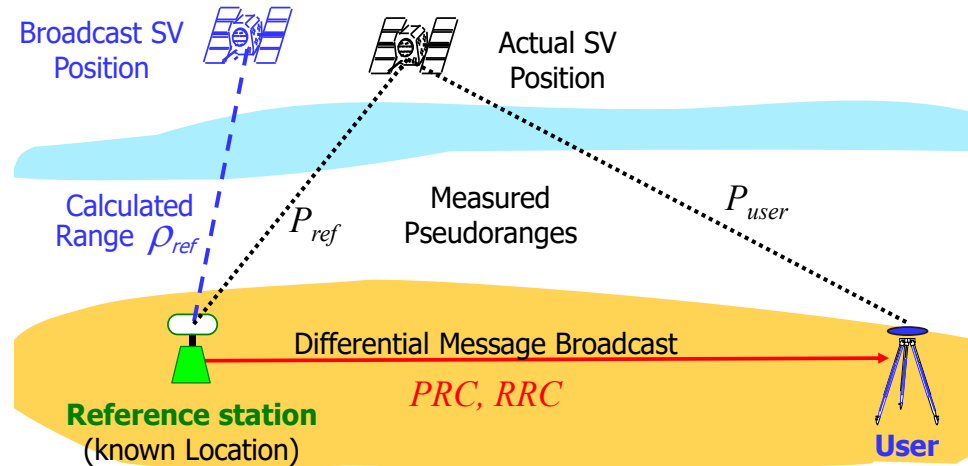 Broadcast SV
Position
Actual SV
Position
Calculated
Range ρref
Pref
Measured
Pseudoranges
Puser
Differential Message Broadcast
PRC, RRC
Reference station
(known Location)
User